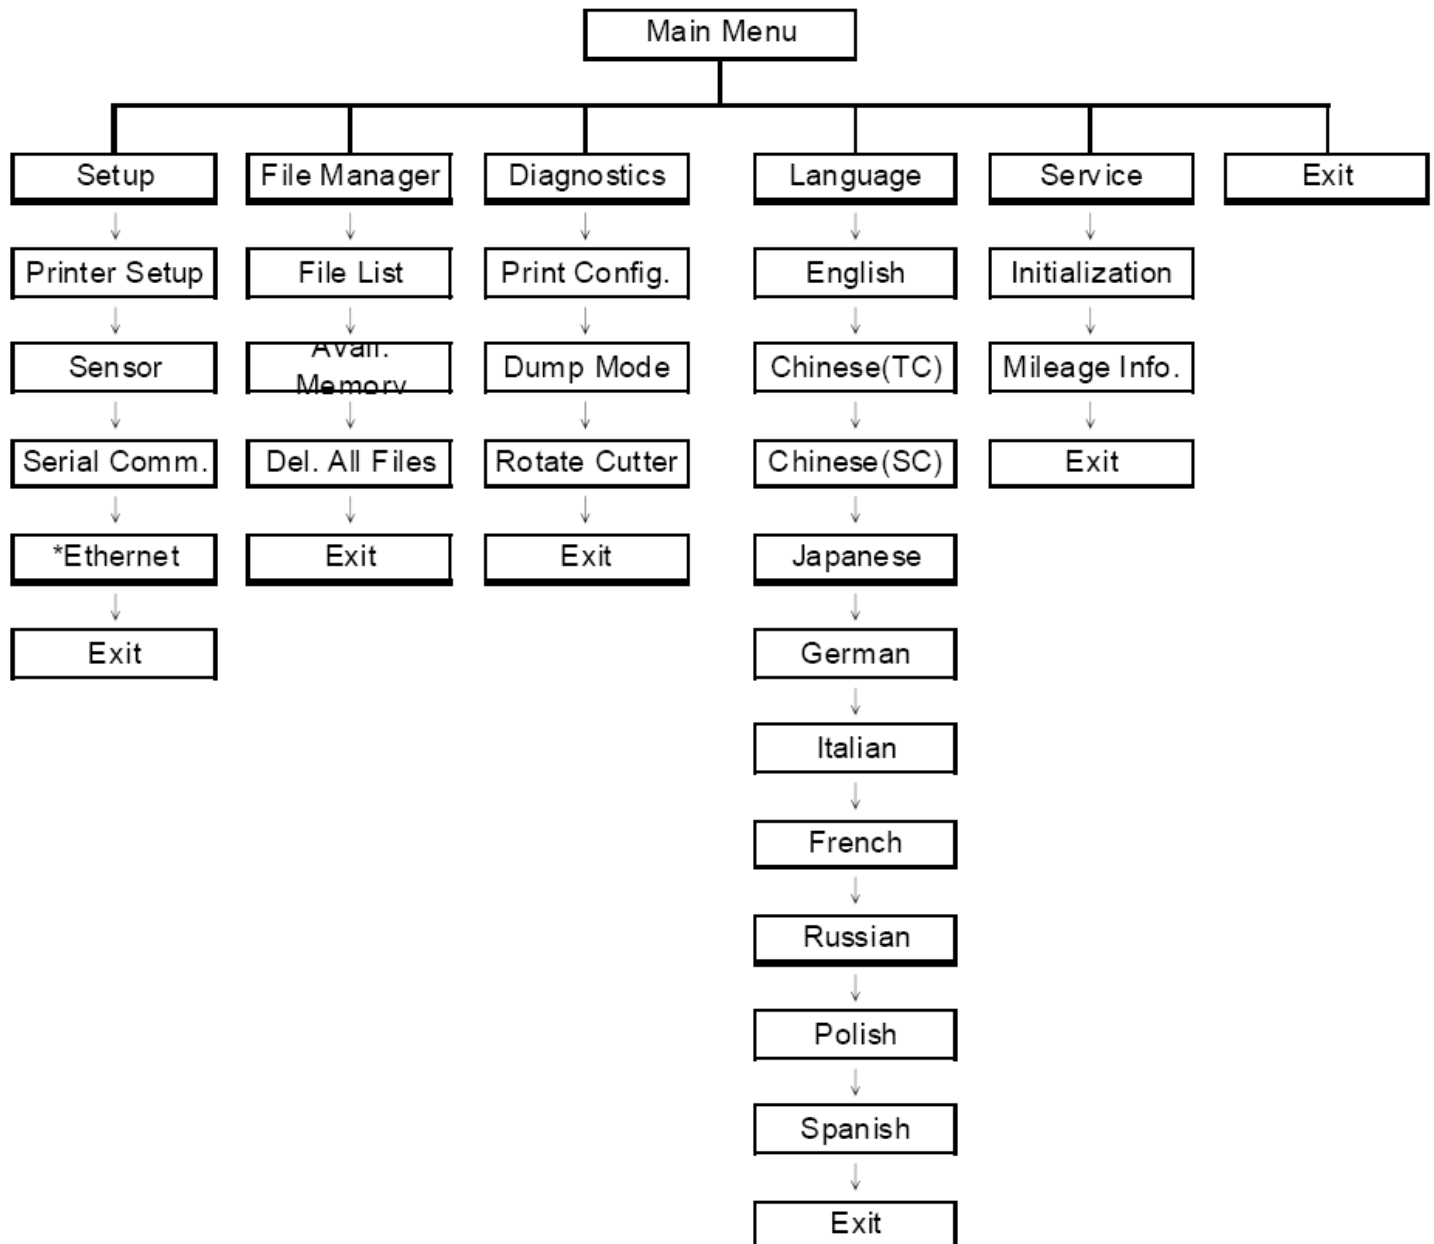 Main Menu
Setup
File Manager
Diagnostics
Language
Service
Exit
Printer Setup
File List
Print Config.
English
Initialization
Sensor
Avail.
Memory
Dump Mode
Chinese(TC)
Mileage Info.
Serial Comm.
Del. All Files
Rotate Cutter
Chinese(SC)
Exit
*Ethernet
Exit
Exit
Japanese
Exit
German
Italian
French
Russian
Polish
Spanish
Exit